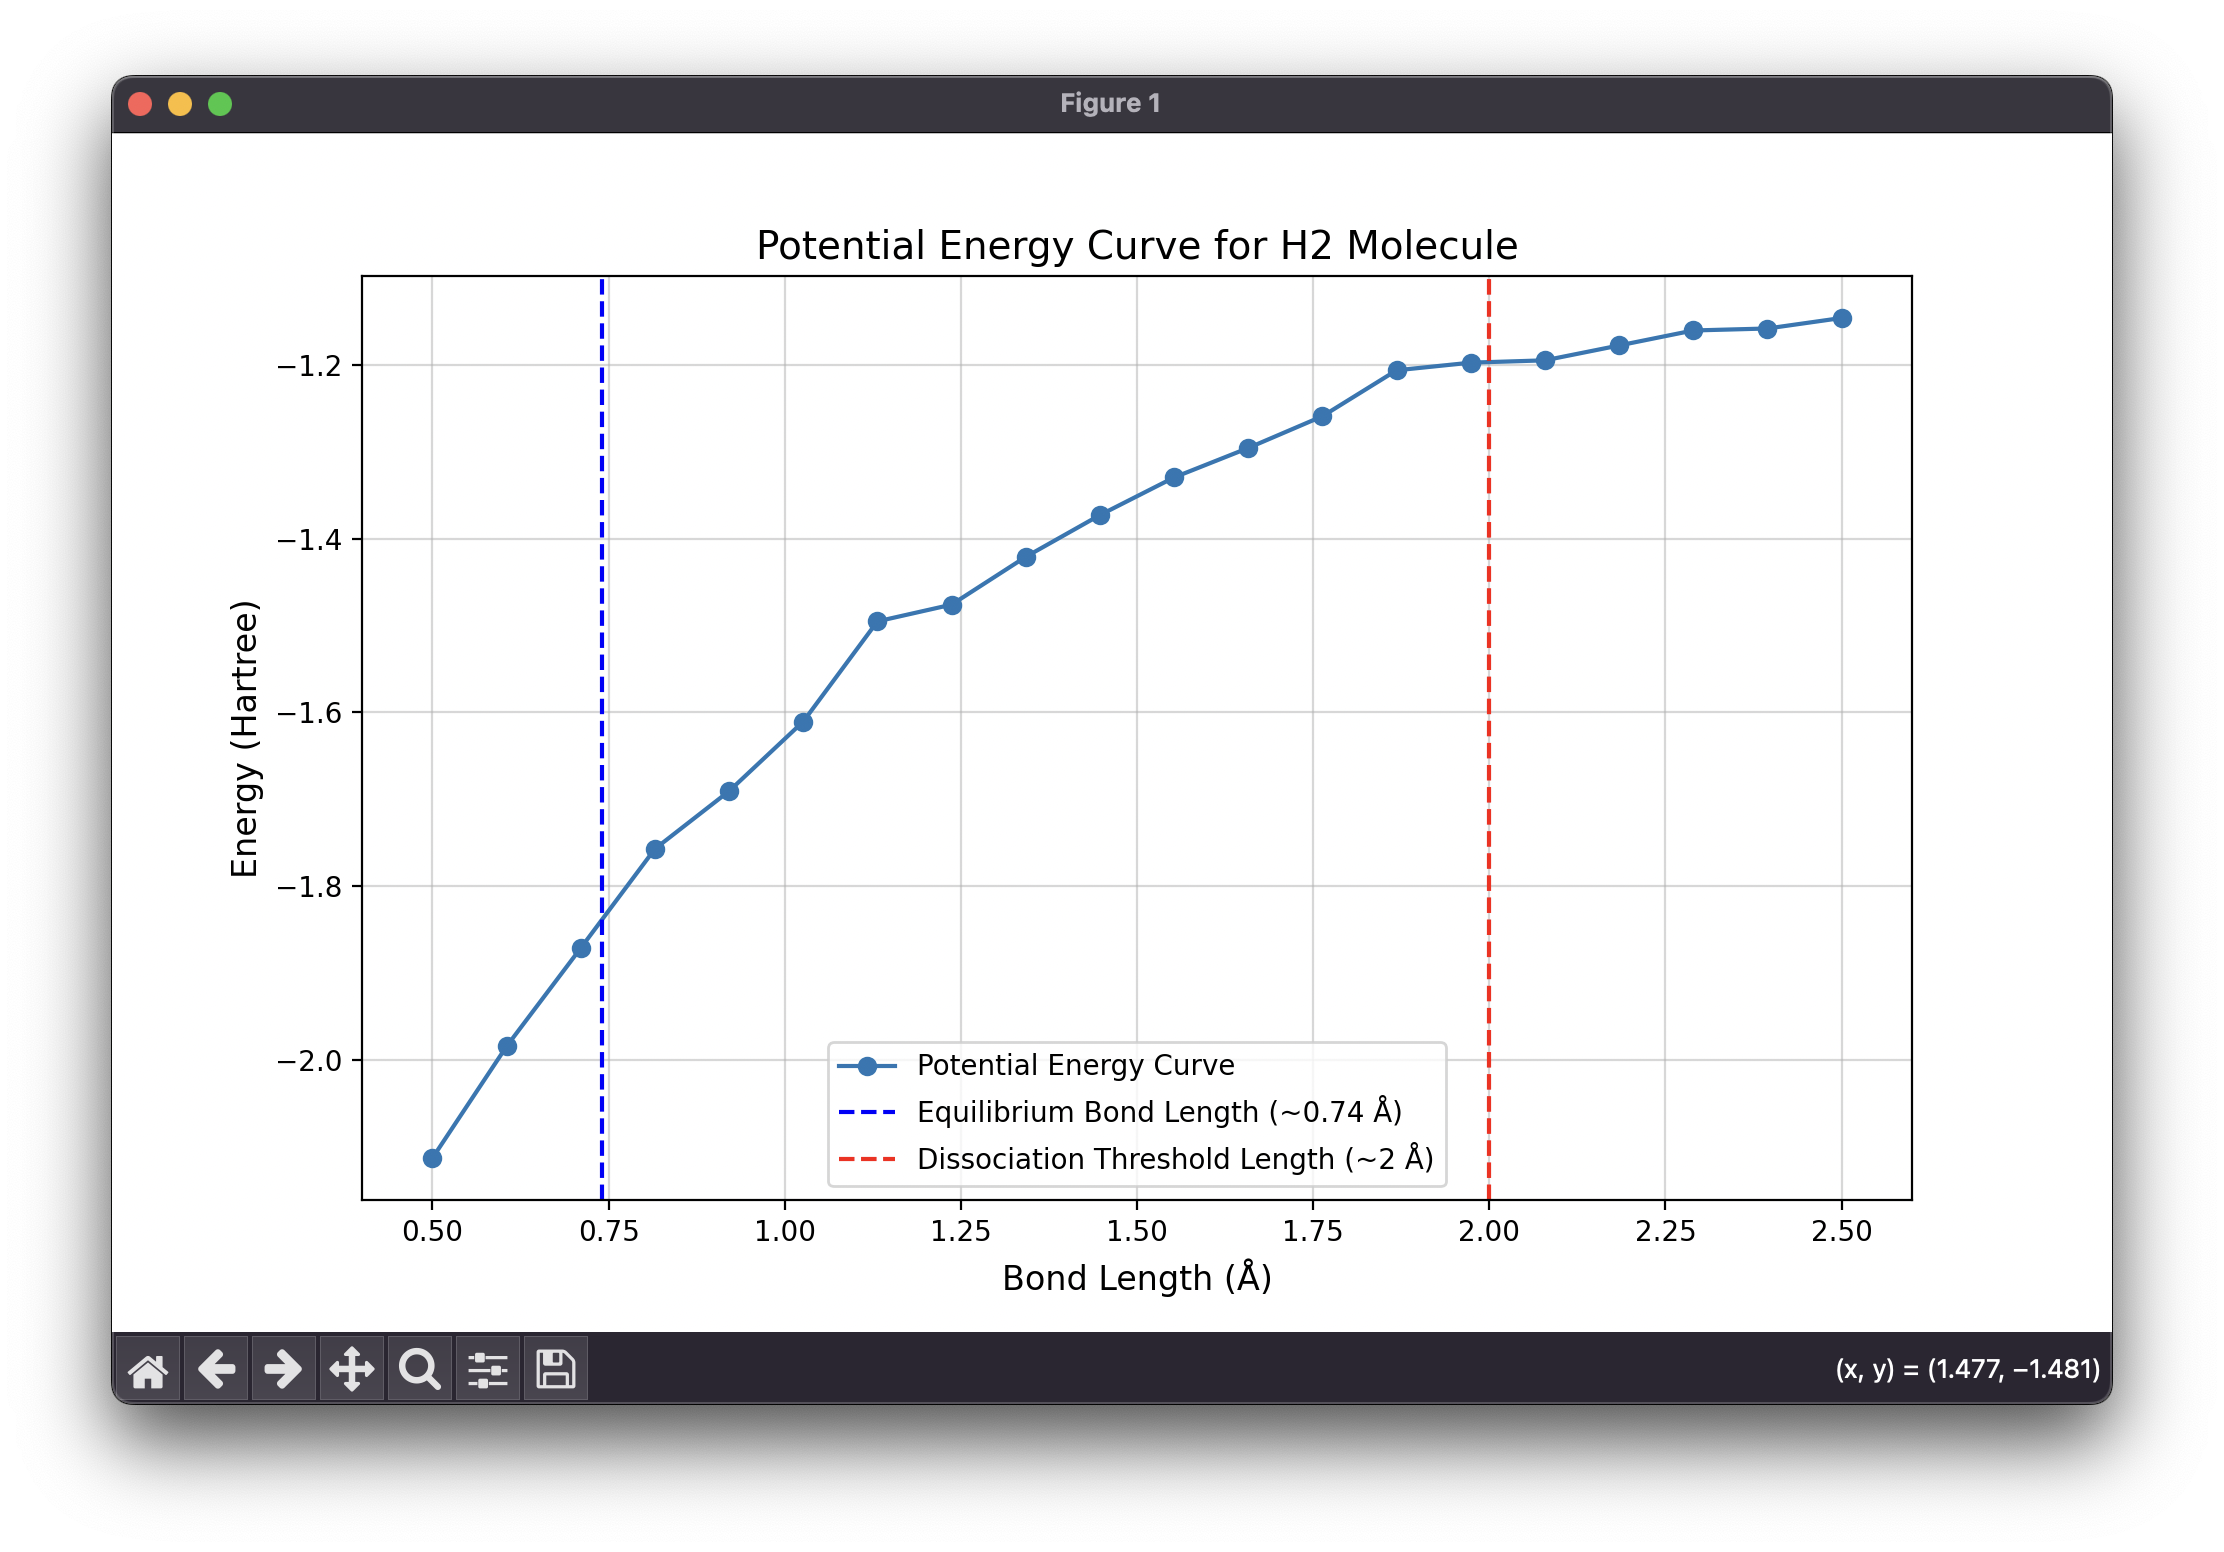 Figure 1
Potential Energy Curve for H2 Molecule
Energy (Hartree)
−1.2
−1.4
−1.6
−1.8
−2.0
Potential Energy Curve
Equilibrium Bond Length (~0.74 Å)
Dissociation Threshold Length (~2 Å)
0.50 0.75 1.00 1.25 1.50 1.75 2.00 2.25 2.50
Bond Length (Å)
(x, y) = (1.477, −1.481)